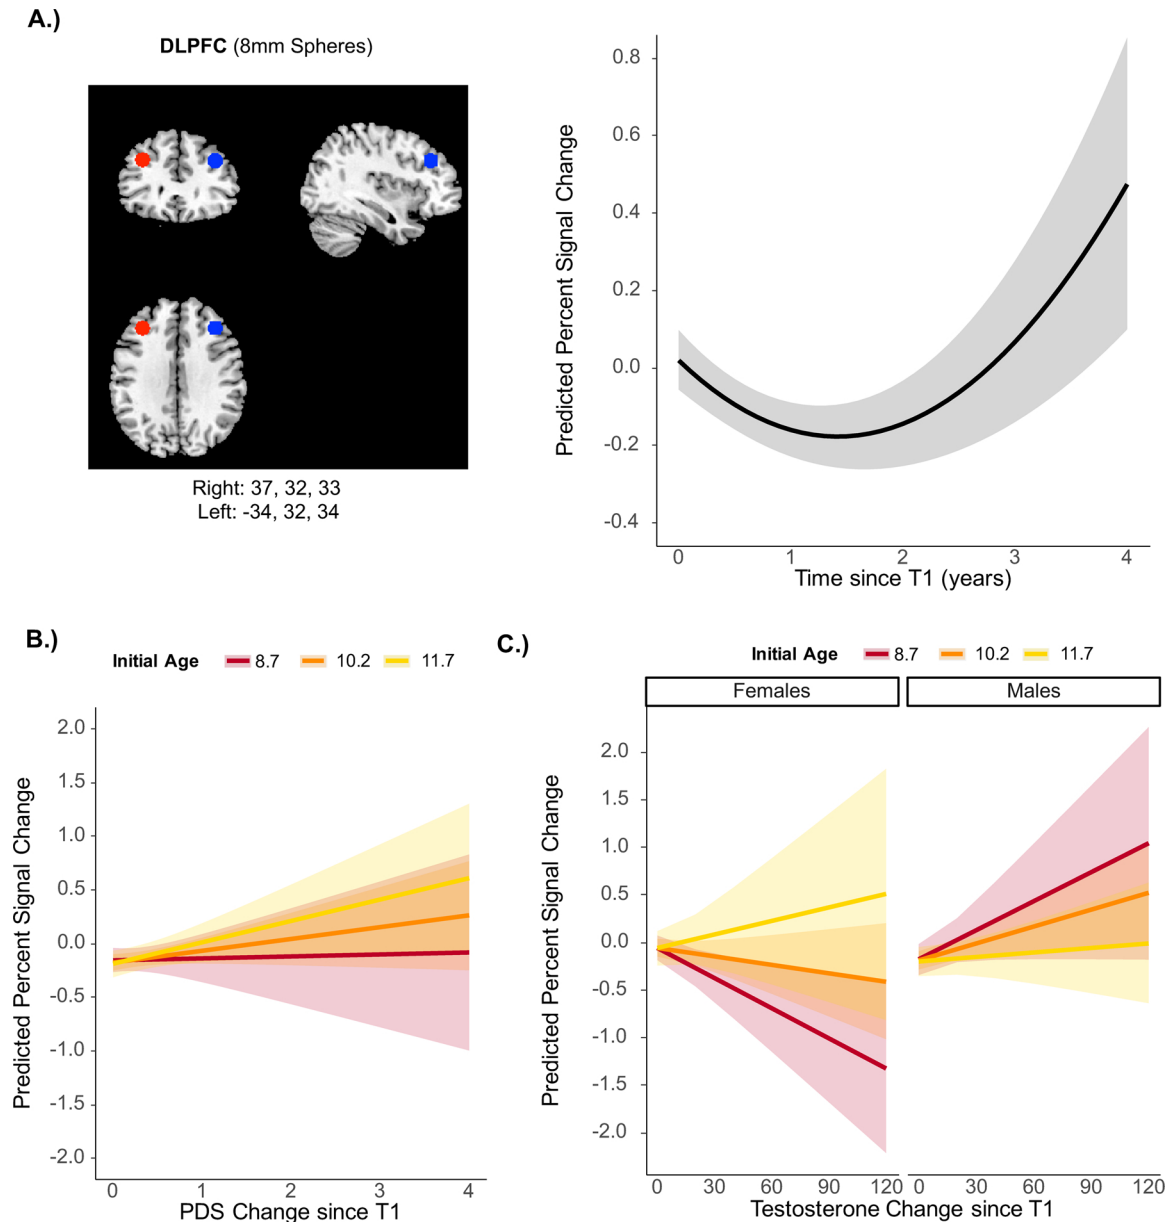 A.)
DLPFC (8mm Spheres)
Right: 37, 32, 33
Left: -34, 32, 34
Predicted Percent Signal Change
0.8
0.6
0.4
0.2
0.0
-0.2
-0.4
0 1 2 3 4
Time since T1 (years)
B.)
Initial Age 8.7 10.2 11.7
Predicted Percent Signal Change
2.0
1.5
1.0
0.5
0.0
-0.5
-1.0
-1.5
-2.0
0 1 2 3 4
PDS Change since T1
C.)
Initial Age 8.7 10.2 11.7
Females Males
Predicted Percent Signal Change
2.0
1.5
1.0
0.5
0.0
-0.5
-1.0
-1.5
-2.0
0 30 60 90 120 0 30 60 90 120
Testosterone Change since T1